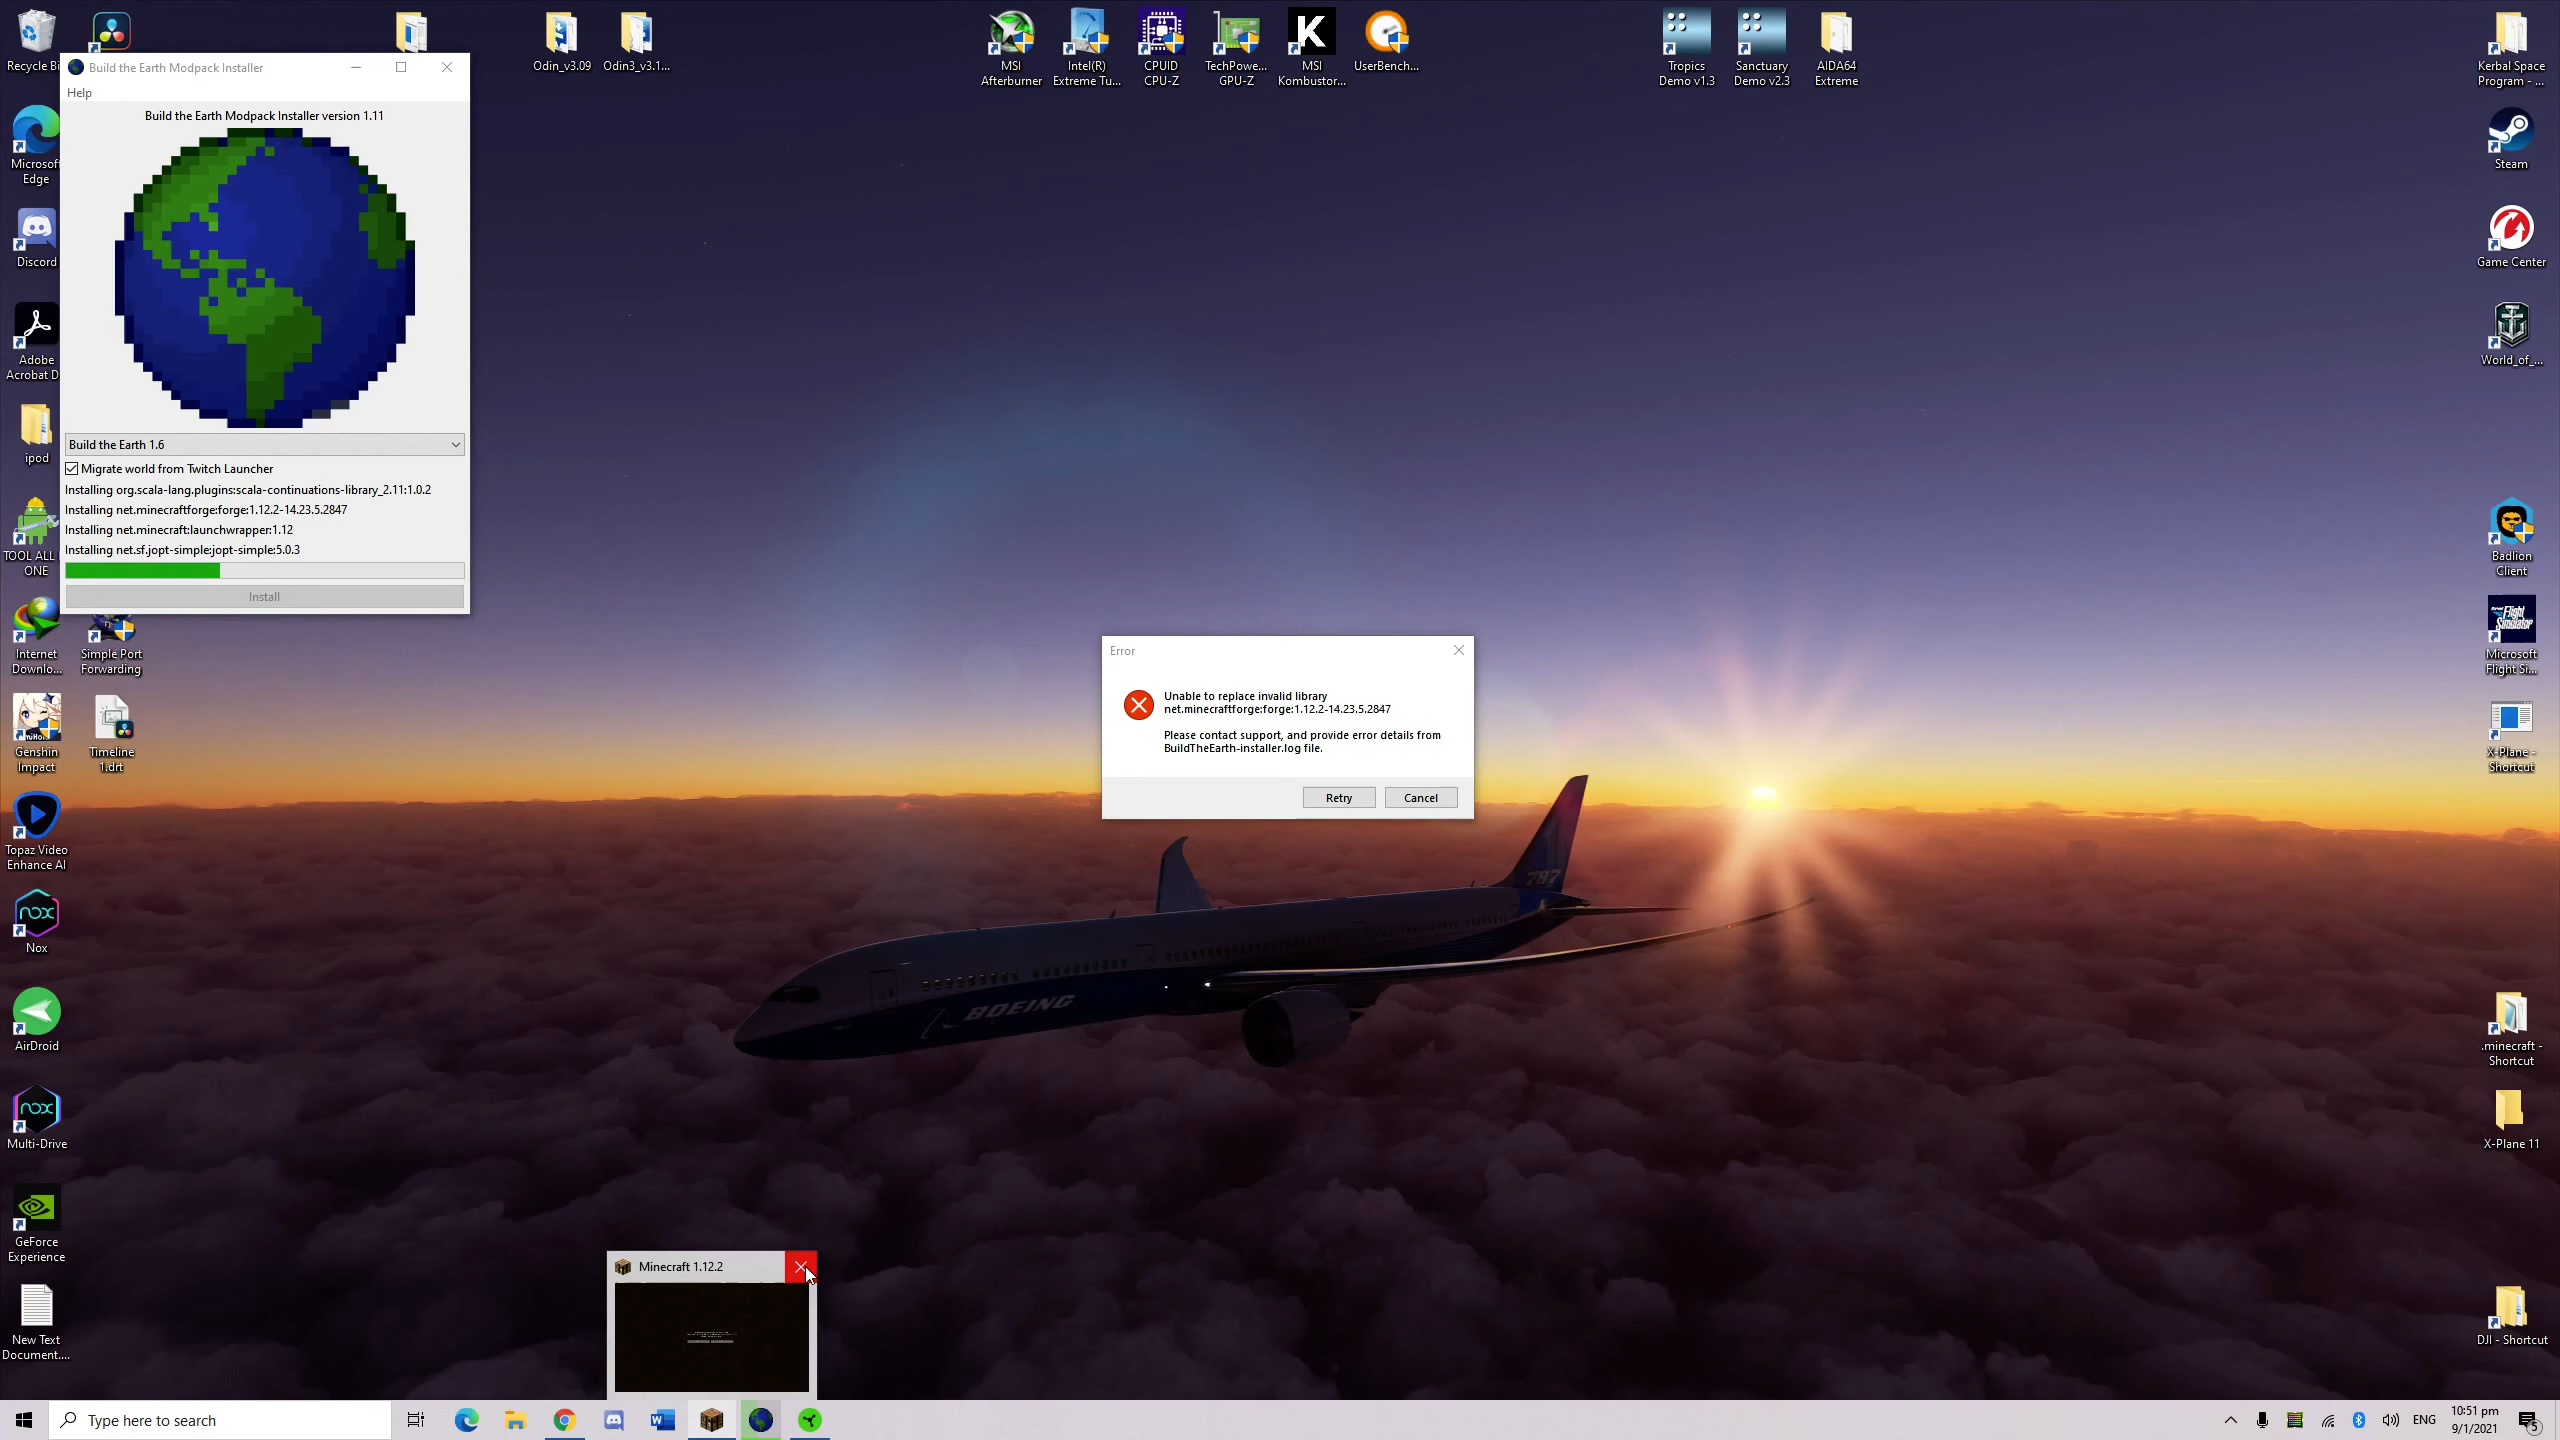 Recycle Bi
Odin_v3.09
Odin3_v3.1...
MSI
Afterburner
Intel(R)
Extreme Tu...
CPUID
CPU-Z
TechPowe...
GPU-Z
K
MSI
Kombustor...
UserBench...
Tropics
Demo v1.3
Sanctuary
Demo v2.3
AIDA64
Extreme
Kerbal Space
Program - ...
Build the Earth Modpack Installer
Help
Build the Earth Modpack Installer version 1.11
Build the Earth 1.6
Migrate world from Twitch Launcher
Installing org.scala-lang.plugins:scala-continuations-library_2.11:1.0.2
Installing net.minecraftforge:forge:1.12.2-14.23.5.2847
Installing net.minecraft:launchwrapper:1.12
Installing net.sf.jopt-simple:jopt-simple:5.0.3
Install
Microsoft
Edge
Discord
Adobe
Acrobat D
ipod
TOOL ALL
ONE
Internet
Downlo...
Simple Port
Forwarding
Genshin
Impact
Timeline
1.drt
Topaz Video
Enhance AI
nox
Nox
AirDroid
nox
Multi-Drive
GeForce
Experience
New Text
Document....
Steam
Game Center
World_of_...
Badlion
Client
Flight
Simulator
Microsoft
Flight Si...
X-Plane -
Shortcut
.minecraft -
Shortcut
X-Plane 11
DJI - Shortcut
Error
Unable to replace invalid library
net.minecraftforge:forge:1.12.2-14.23.5.2847
Please contact support, and provide error details from
BuildTheEarth-installer.log file.
Retry
Cancel
787
BOEING
Minecraft 1.12.2
Type here to search
W
ENG
10:51 pm
9/1/2021
5